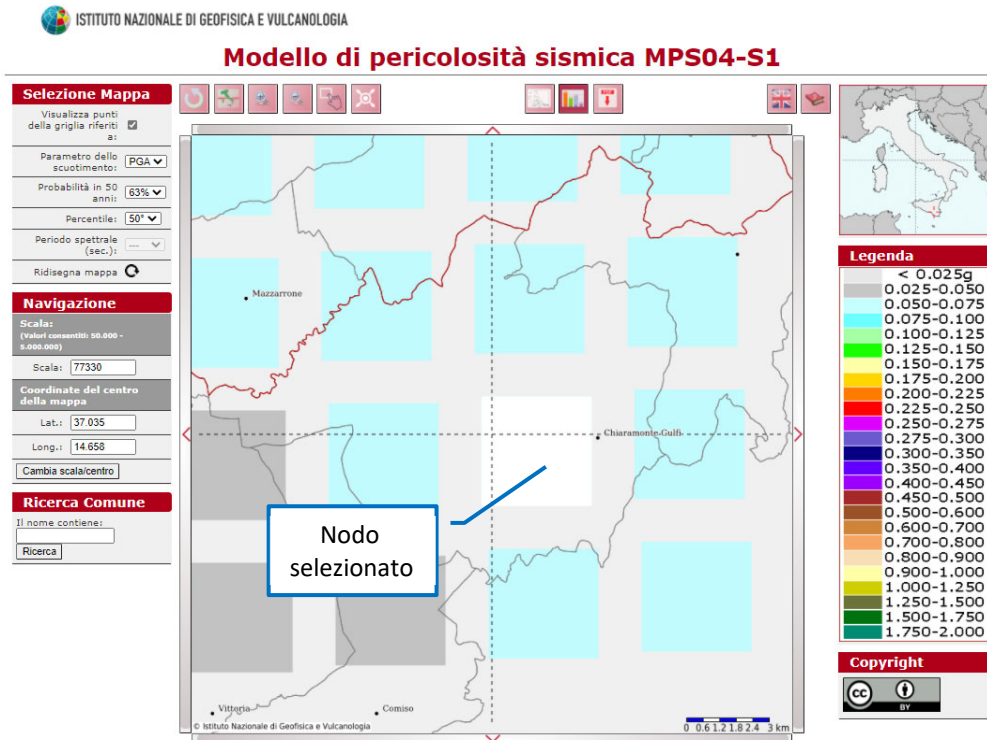 ISTITUTO NAZIONALE DI GEOFISICA E VULCANOLOGIA
Modello di pericolosità sismica MPS04-S1
Selezione Mappa
Visualizza punti
della griglia riferiti
a:
Parametro dello
scuotimento:
PGA
Probabilità in 50
anni:
63%
Percentile:
50°
Periodo spettrale
(sec.):
---
Ridisegna mappa
Navigazione
Scala:
(Valori consentiti: 50.000 -
5.000.000)
Scala: 77330
Coordinate del centro
della mappa
Lat.: 37.035
Long.: 14.658
Cambia scala/centro
Ricerca Comune
Il nome contiene:
Ricerca
Mazzarrone
Chiaramonte Gulfi
Nodo
selezionato
Vittoria
Comiso
© Istituto Nazionale di Geofisica e Vulcanologia
0 0.6 1.2 1.8 2.4 3 km
Legenda
< 0.025g
0.025-0.050
0.050-0.075
0.075-0.100
0.100-0.125
0.125-0.150
0.150-0.175
0.175-0.200
0.200-0.225
0.225-0.250
0.250-0.275
0.275-0.300
0.300-0.350
0.350-0.400
0.400-0.450
0.450-0.500
0.500-0.600
0.600-0.700
0.700-0.800
0.800-0.900
0.900-1.000
1.000-1.250
1.250-1.500
1.500-1.750
1.750-2.000
Copyright
cc
BY